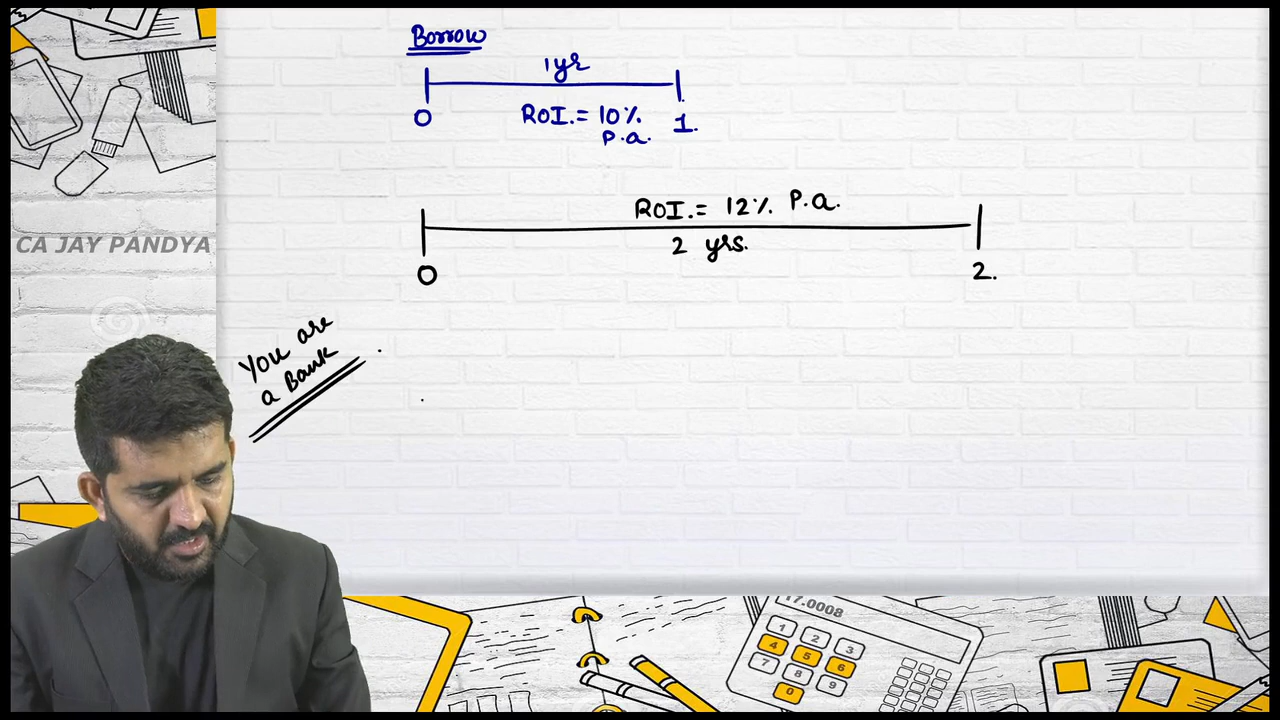 Borrow
1yr
0
ROI.= 10%
P.a.
1.
ROI.= 12% P.a.
2 yrs.
0
2.
CA JAY PANDYA
You are
a Bank
17.0008
1
2
3
4
5
6
7
8
9
0